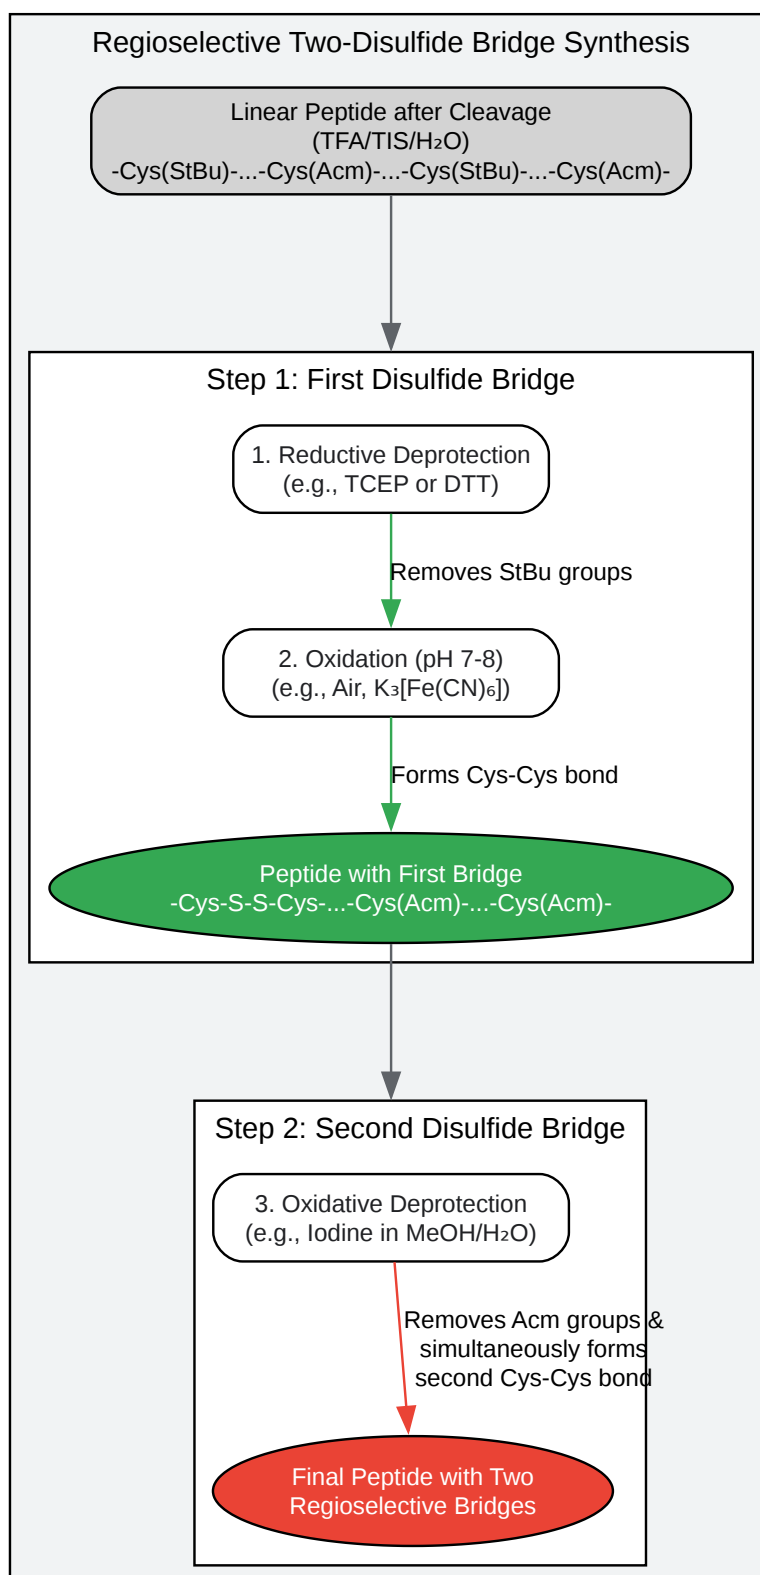 Regioselective Two-Disulfide Bridge Synthesis
Linear Peptide after Cleavage
(TFA/TIS/H₂O)
-Cys(StBu)-...-Cys(Acm)-...-Cys(StBu)-...-Cys(Acm)-
Step 1: First Disulfide Bridge
1. Reductive Deprotection
(e.g., TCEP or DTT)
Removes StBu groups
2. Oxidation (pH 7-8)
(e.g., Air, K₃[Fe(CN)₆])
Forms Cys-Cys bond
Peptide with First Bridge
-Cys-S-S-Cys-...-Cys(Acm)-...-Cys(Acm)-
Step 2: Second Disulfide Bridge
3. Oxidative Deprotection
(e.g., Iodine in MeOH/H₂O)
Removes Acm groups &
simultaneously forms
second Cys-Cys bond
Final Peptide with Two
Regioselective Bridges